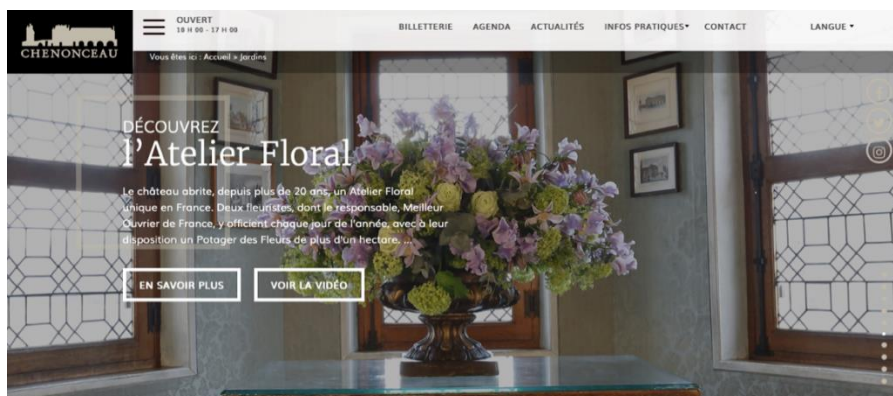 CHENONCEAU
OUVERT
10 H 00 - 17 H 00
BILLETTERIE AGENDA ACTUALITÉS INFOS PRATIQUES CONTACT LANGUE
Vous êtes ici : Accueil » Jardins
DÉCOUVREZ
l'Atelier Floral
Le château abrite, depuis plus de 20 ans, un Atelier Floral
unique en France. Deux fleuristes, dont le responsable, Meilleur
Ouvrier de France, y officient chaque jour de l'année, avec à leur
disposition un Potager des Fleurs de plus d'un hectare. ...
EN SAVOIR PLUS VOIR LA VIDÉO